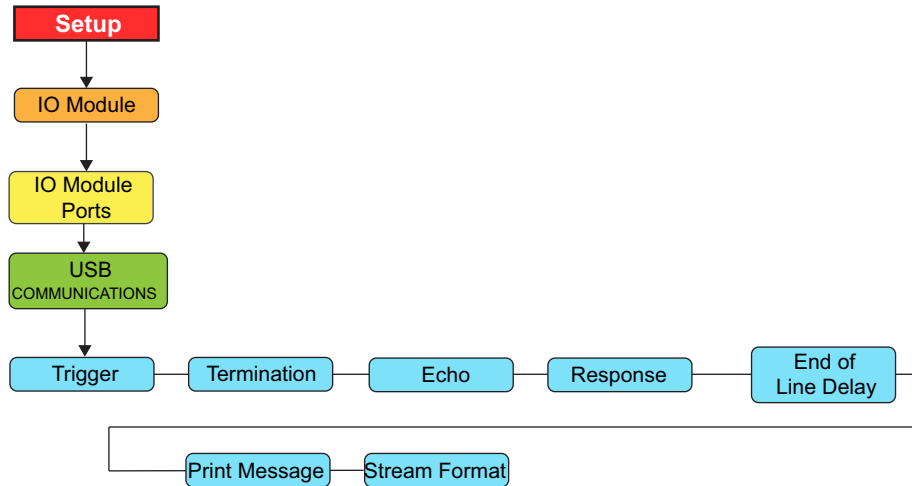 Setup
IO Module
IO Module
Ports
USB
COMMUNICATIONS
Trigger
Termination
Echo
Response
End of
Line Delay
Print Message
Stream Format